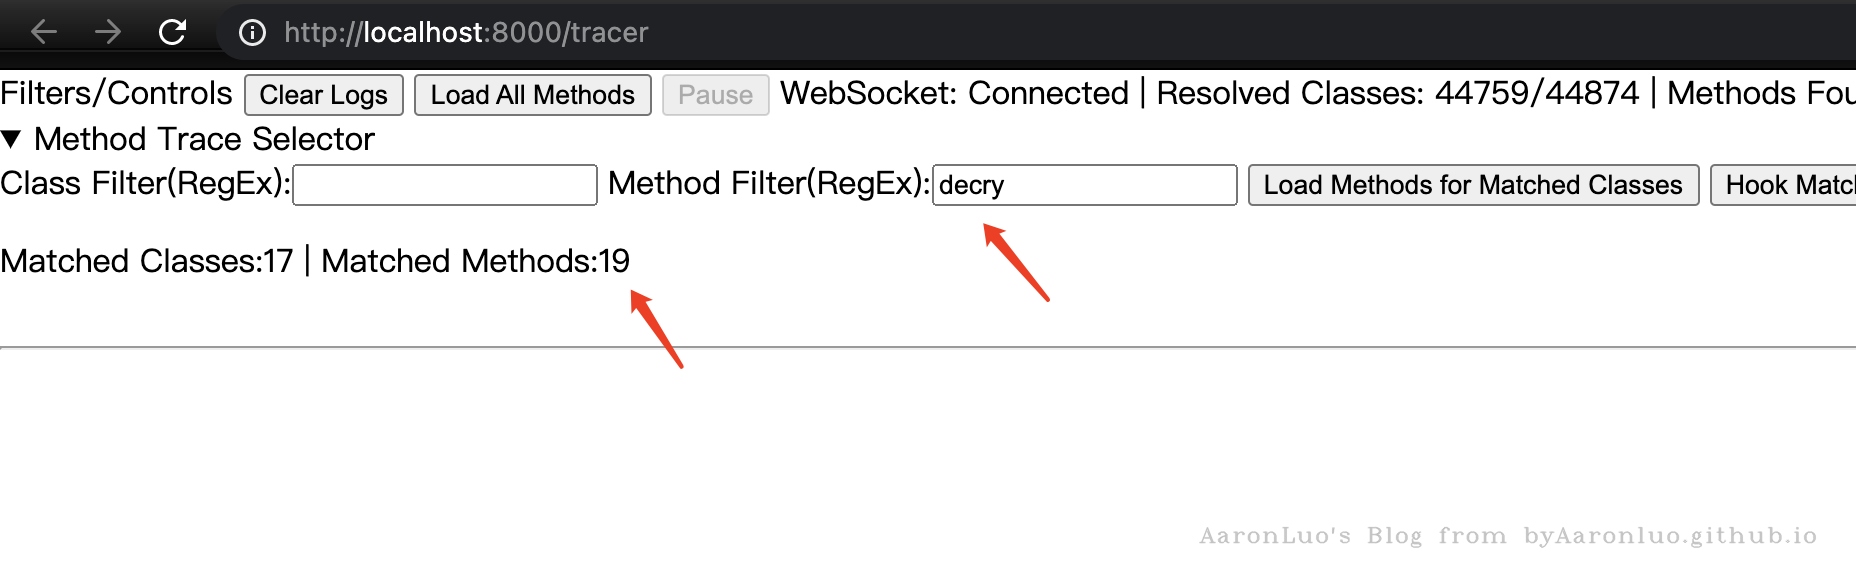 http://localhost:8000/tracer
Filters/Controls Clear Logs Load All Methods Pause WebSocket: Connected | Resolved Classes: 44759/44874 | Methods Fou
▼ Method Trace Selector
Class Filter(RegEx): Method Filter(RegEx): decry Load Methods for Matched Classes Hook Match
Matched Classes:17 | Matched Methods:19
AaronLuo's Blog from byAaronluo.github.io